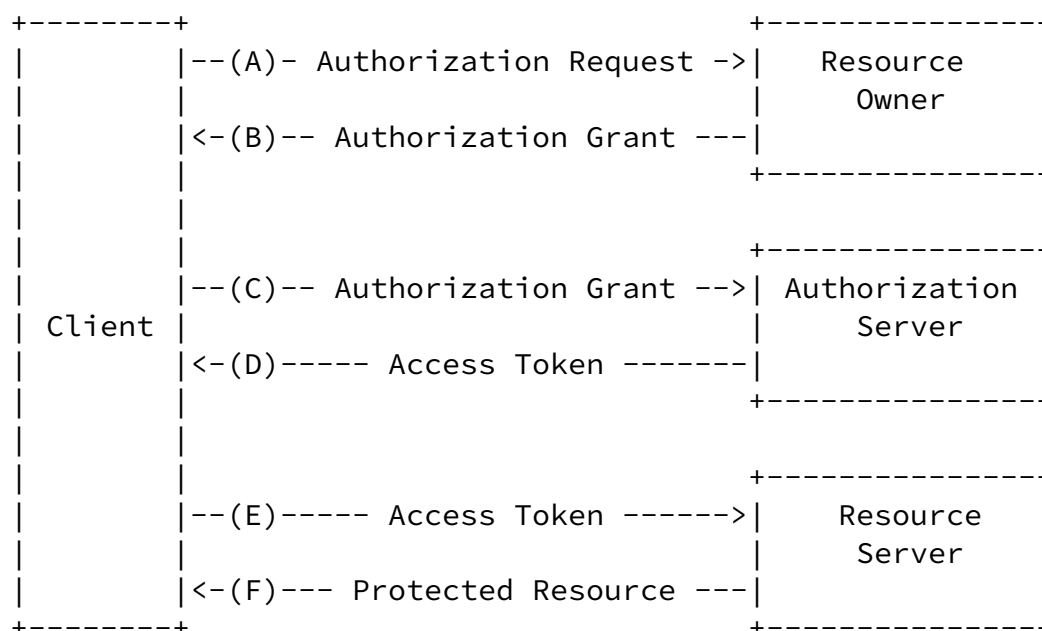 +--------+                               +---------------
|        |--(A)- Authorization Request ->|   Resource
|        |                               |     Owner
|        |<-(B)-- Authorization Grant ---|
|        |                               +---------------
|        |
|        |                               +---------------
|        |--(C)-- Authorization Grant -->| Authorization
| Client |                               |     Server
|        |<-(D)----- Access Token -------|
|        |                               +---------------
|        |
|        |                               +---------------
|        |--(E)----- Access Token ------>|    Resource
|        |                               |     Server
|        |<-(F)--- Protected Resource ---|
+--------+                               +---------------